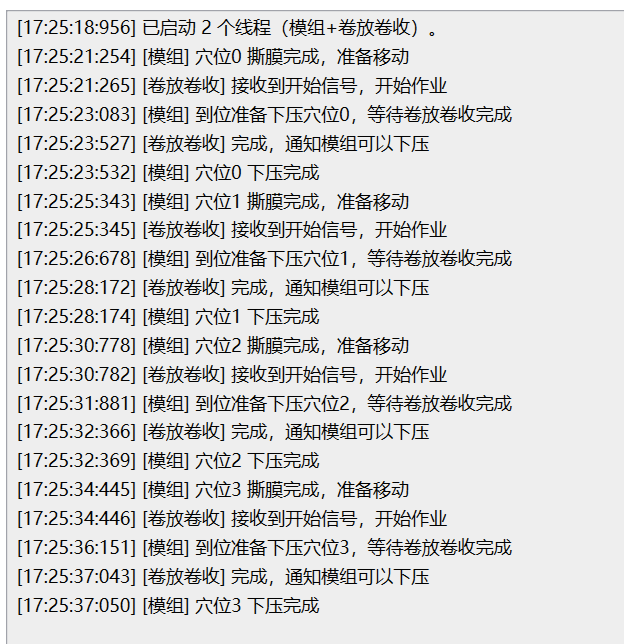 [17:25:18:956] 已启动 2 个线程（模组+卷放卷收）。
[17:25:21:254] [模组] 穴位0 撕膜完成，准备移动
[17:25:21:265] [卷放卷收] 接收到开始信号，开始作业
[17:25:23:083] [模组] 到位准备下压穴位0，等待卷放卷收完成
[17:25:23:527] [卷放卷收] 完成，通知模组可以下压
[17:25:23:532] [模组] 穴位0 下压完成
[17:25:25:343] [模组] 穴位1 撕膜完成，准备移动
[17:25:25:345] [卷放卷收] 接收到开始信号，开始作业
[17:25:26:678] [模组] 到位准备下压穴位1，等待卷放卷收完成
[17:25:28:172] [卷放卷收] 完成，通知模组可以下压
[17:25:28:174] [模组] 穴位1 下压完成
[17:25:30:778] [模组] 穴位2 撕膜完成，准备移动
[17:25:30:782] [卷放卷收] 接收到开始信号，开始作业
[17:25:31:881] [模组] 到位准备下压穴位2，等待卷放卷收完成
[17:25:32:366] [卷放卷收] 完成，通知模组可以下压
[17:25:32:369] [模组] 穴位2 下压完成
[17:25:34:445] [模组] 穴位3 撕膜完成，准备移动
[17:25:34:446] [卷放卷收] 接收到开始信号，开始作业
[17:25:36:151] [模组] 到位准备下压穴位3，等待卷放卷收完成
[17:25:37:043] [卷放卷收] 完成，通知模组可以下压
[17:25:37:050] [模组] 穴位3 下压完成